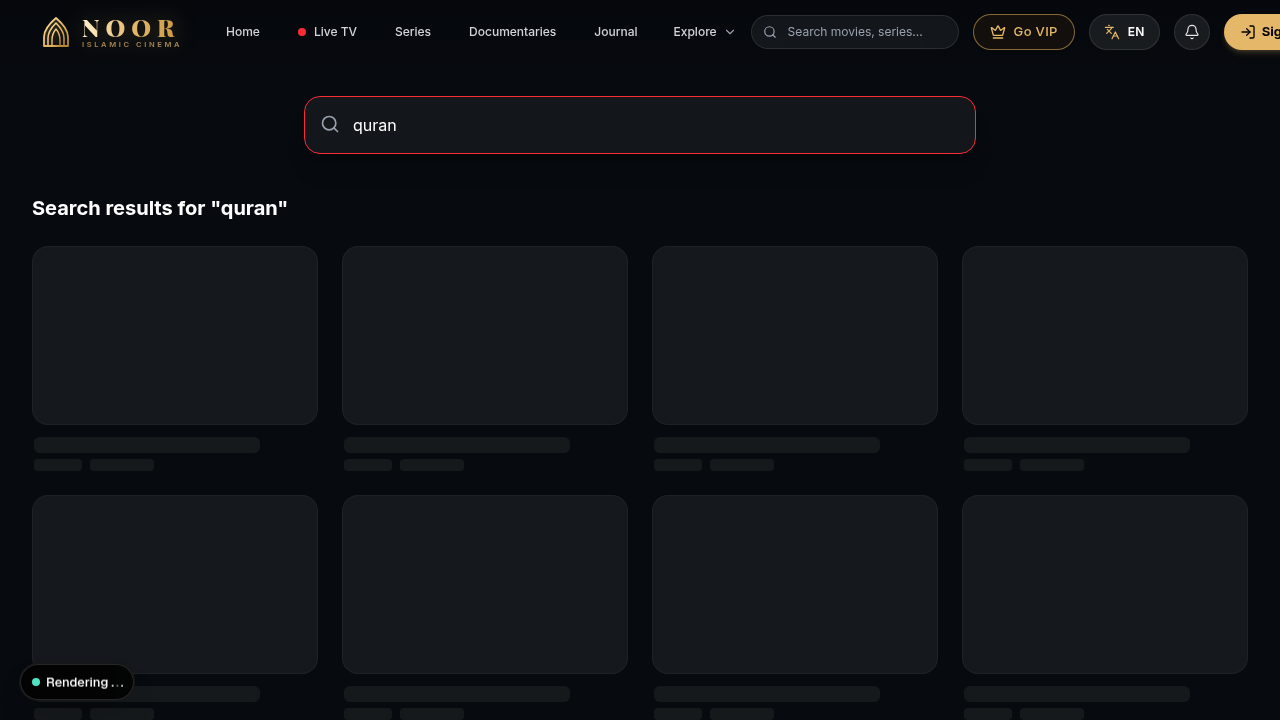 NOOR
ISLAMIC CINEMA
Home
Live TV
Series
Documentaries
Journal
Explore
Search movies, series...
Go VIP
EN
Sig
quran
Search results for "quran"
Rendering...